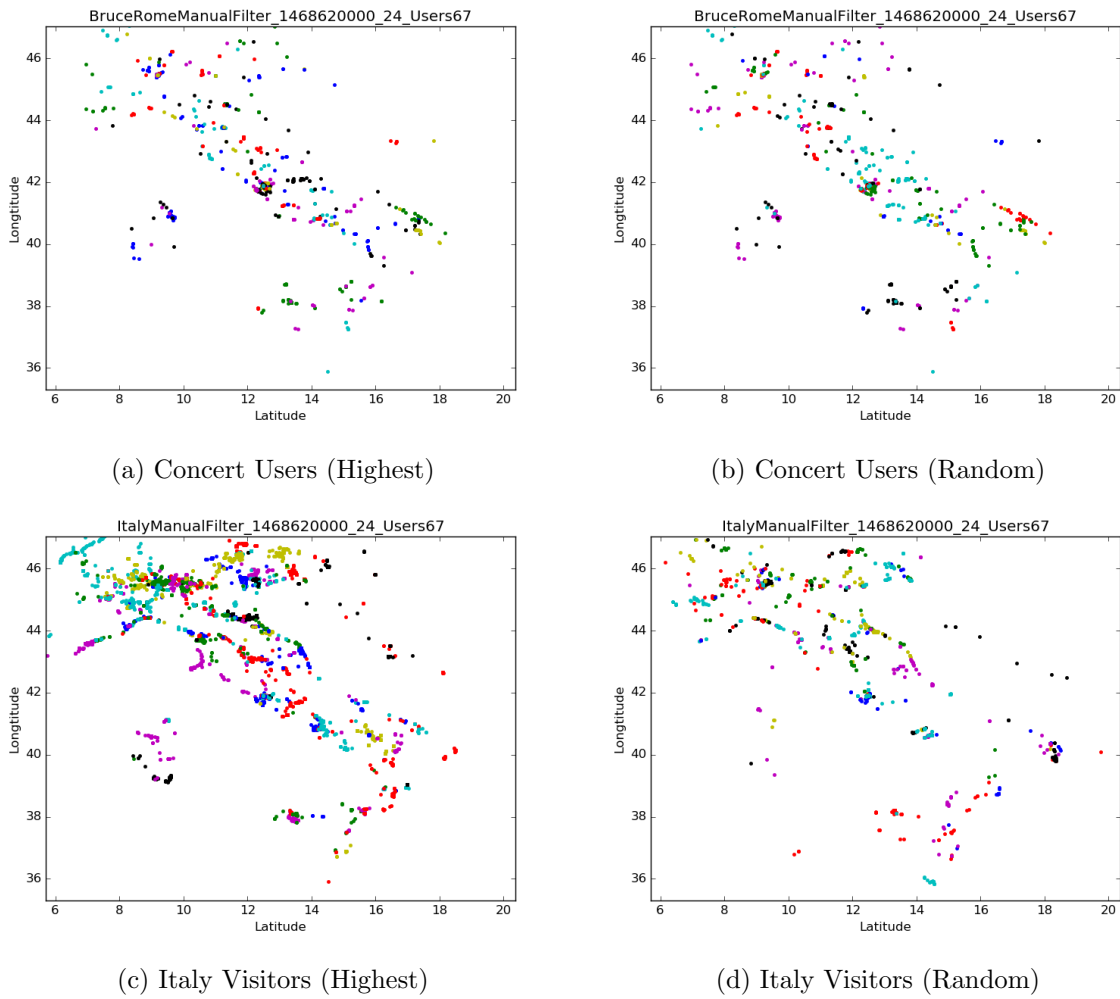 BruceRomeManualFilter_1468620000_24_Users67
46
44
42
40
38
36
Longtitude
6 8 10 12 14 16 18 20
Latitude
(a) Concert Users (Highest)
BruceRomeManualFilter_1468620000_24_Users67
46
44
42
40
38
36
Longtitude
6 8 10 12 14 16 18 20
Latitude
(b) Concert Users (Random)
ItalyManualFilter_1468620000_24_Users67
46
44
42
40
38
36
Longtitude
6 8 10 12 14 16 18 20
Latitude
(c) Italy Visitors (Highest)
ItalyManualFilter_1468620000_24_Users67
46
44
42
40
38
36
Longtitude
6 8 10 12 14 16 18 20
Latitude
(d) Italy Visitors (Random)